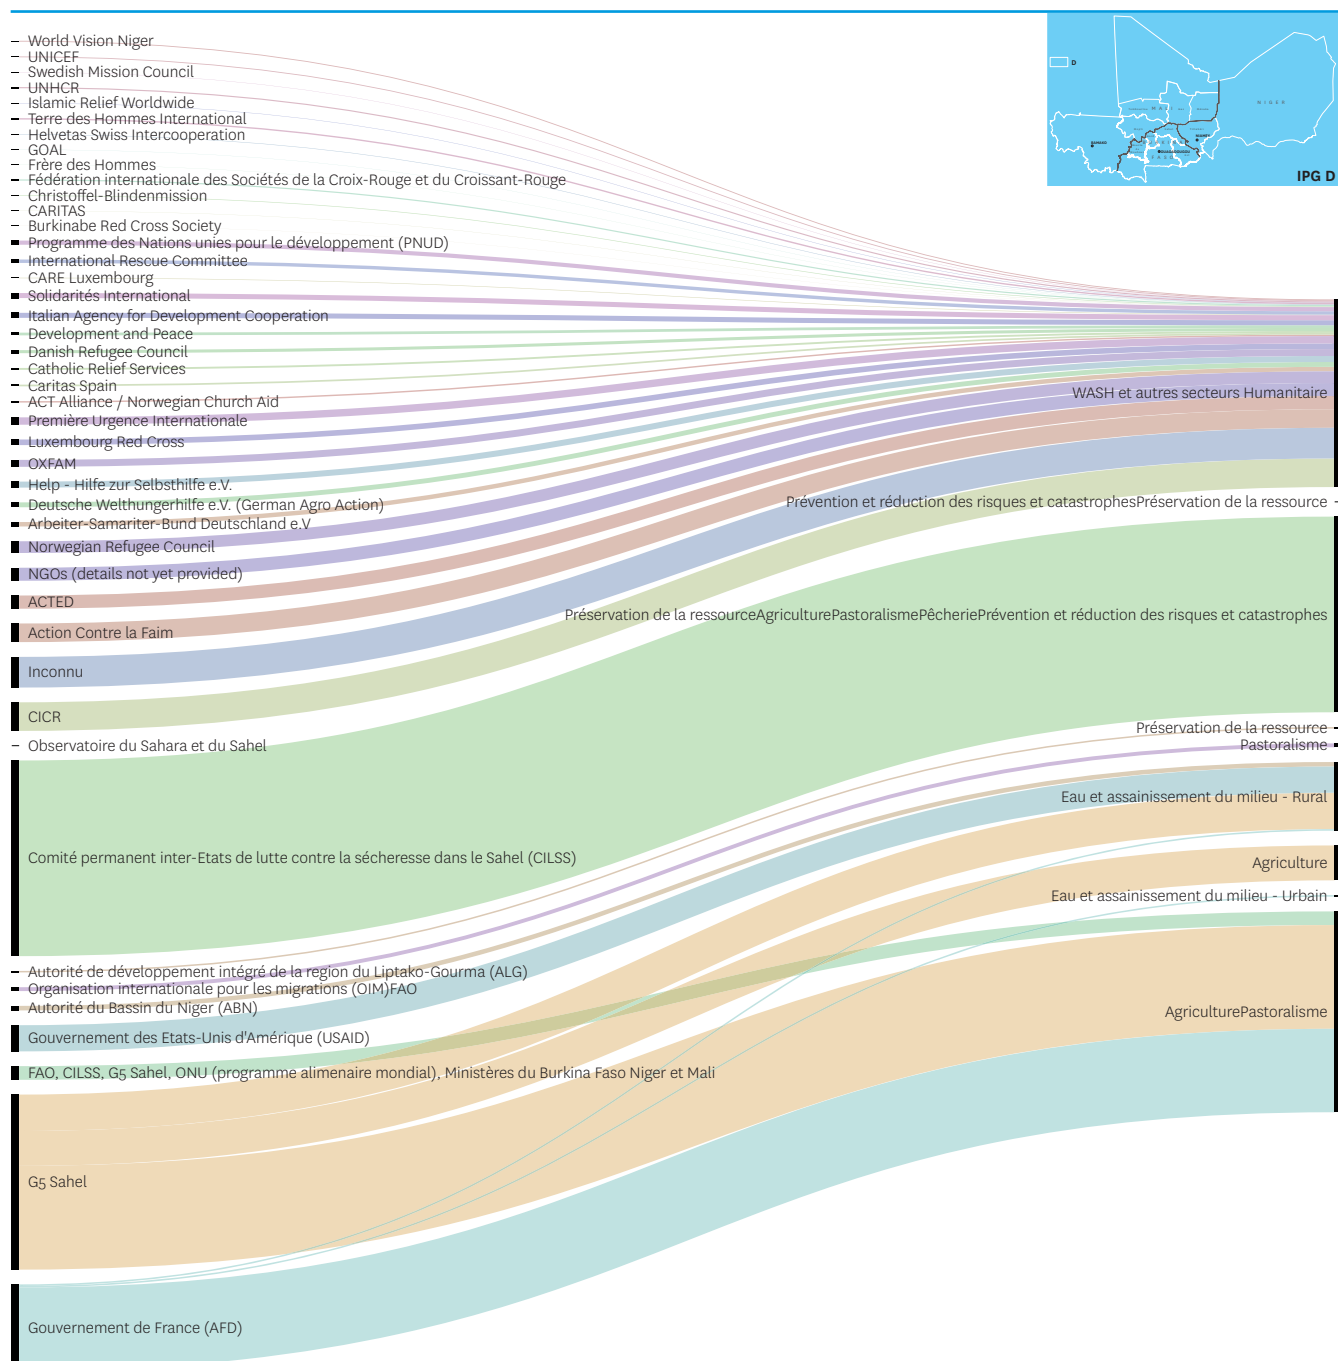 World Vision Niger
UNICEF
Swedish Mission Council
UNHCR
Islamic Relief Worldwide
Terre des Hommes International
Helvetas Swiss Intercooperation
GOAL
Frère des Hommes
Fédération internationale des Sociétés de la Croix-Rouge et du Croissant-Rouge
Christoffel-Blindenmission
CARITAS
Burkinabe Red Cross Society
Programme des Nations unies pour le développement (PNUD)
International Rescue Committee
CARE Luxembourg
Solidarités International
Italian Agency for Development Cooperation
Development and Peace
Danish Refugee Council
Catholic Relief Services
Caritas Spain
ACT Alliance / Norwegian Church Aid
Première Urgence Internationale
Luxembourg Red Cross
OXFAM
Help - Hilfe zur Selbsthilfe e.V.
Deutsche Welthungerhilfe e.V. (German Agro Action)
Arbeiter-Samariter-Bund Deutschland e.V
Norwegian Refugee Council
NGOs (details not yet provided)
ACTED
Action Contre la Faim
Inconnu
CICR
Observatoire du Sahara et du Sahel
Comité permanent inter-Etats de lutte contre la sécheresse dans le Sahel (CILSS)
Autorité de développement intégré de la region du Liptako-Gourma (ALG)
Organisation internationale pour les migrations (OIM)FAO
Autorité du Bassin du Niger (ABN)
Gouvernement des Etats-Unis d'Amérique (USAID)
FAO, CILSS, G5 Sahel, ONU (programme alimenaire mondial), Ministères du Burkina Faso Niger et Mali
G5 Sahel
Gouvernement de France (AFD)
D
NIGER
IPG D
WASH et autres secteurs Humanitaire
Prévention et réduction des risques et catastrophesPréservation de la ressource
Préservation de la ressourceAgriculturePastoralismePêcheriePrévention et réduction des risques et catastrophes
Préservation de la ressource
Pastoralisme
Eau et assainissement du milieu - Rural
Agriculture
Eau et assainissement du milieu - Urbain
AgriculturePastoralisme